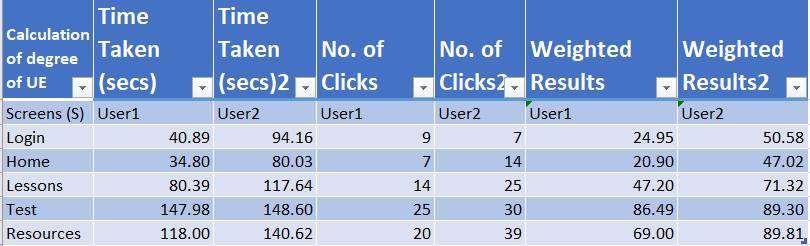 Calculation of degree of UE | Time Taken (secs) | Time Taken (secs)2 | No. of Clicks | No. of Clicks2 | Weighted Results | Weighted Results2
Screens (S) | User1 | User2 | User1 | User2 | User1 | User2
Login | 40.89 | 94.16 | 9 | 7 | 24.95 | 50.58
Home | 34.80 | 80.03 | 7 | 14 | 20.90 | 47.02
Lessons | 80.39 | 117.64 | 14 | 25 | 47.20 | 71.32
Test | 147.98 | 148.60 | 25 | 30 | 86.49 | 89.30
Resources | 118.00 | 140.62 | 20 | 39 | 69.00 | 89.81